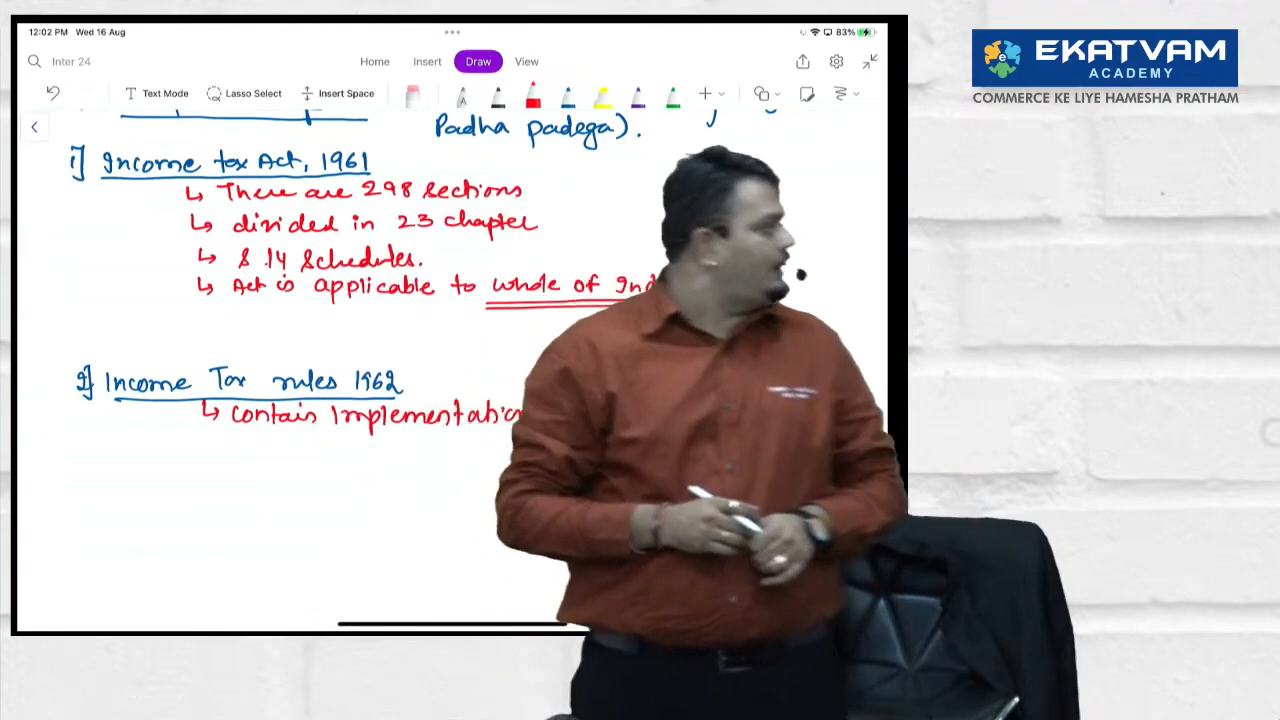 12:02 PM Wed 16 Aug
83%
EKATVAM
ACADEMY
COMMERCE KE LIYE HAMESHA PRATHAM
Inter 24
Home Insert Draw View
Text Mode Lasso Select Insert Space
Padha padega).
1] Income tax Act, 1961
↳ There are 298 sections
↳ divided in 23 chapter
↳ & 14 Schedules.
↳ Act is applicable to whole of Ind
2] Income Tax rules 1962
↳ contain Implementation